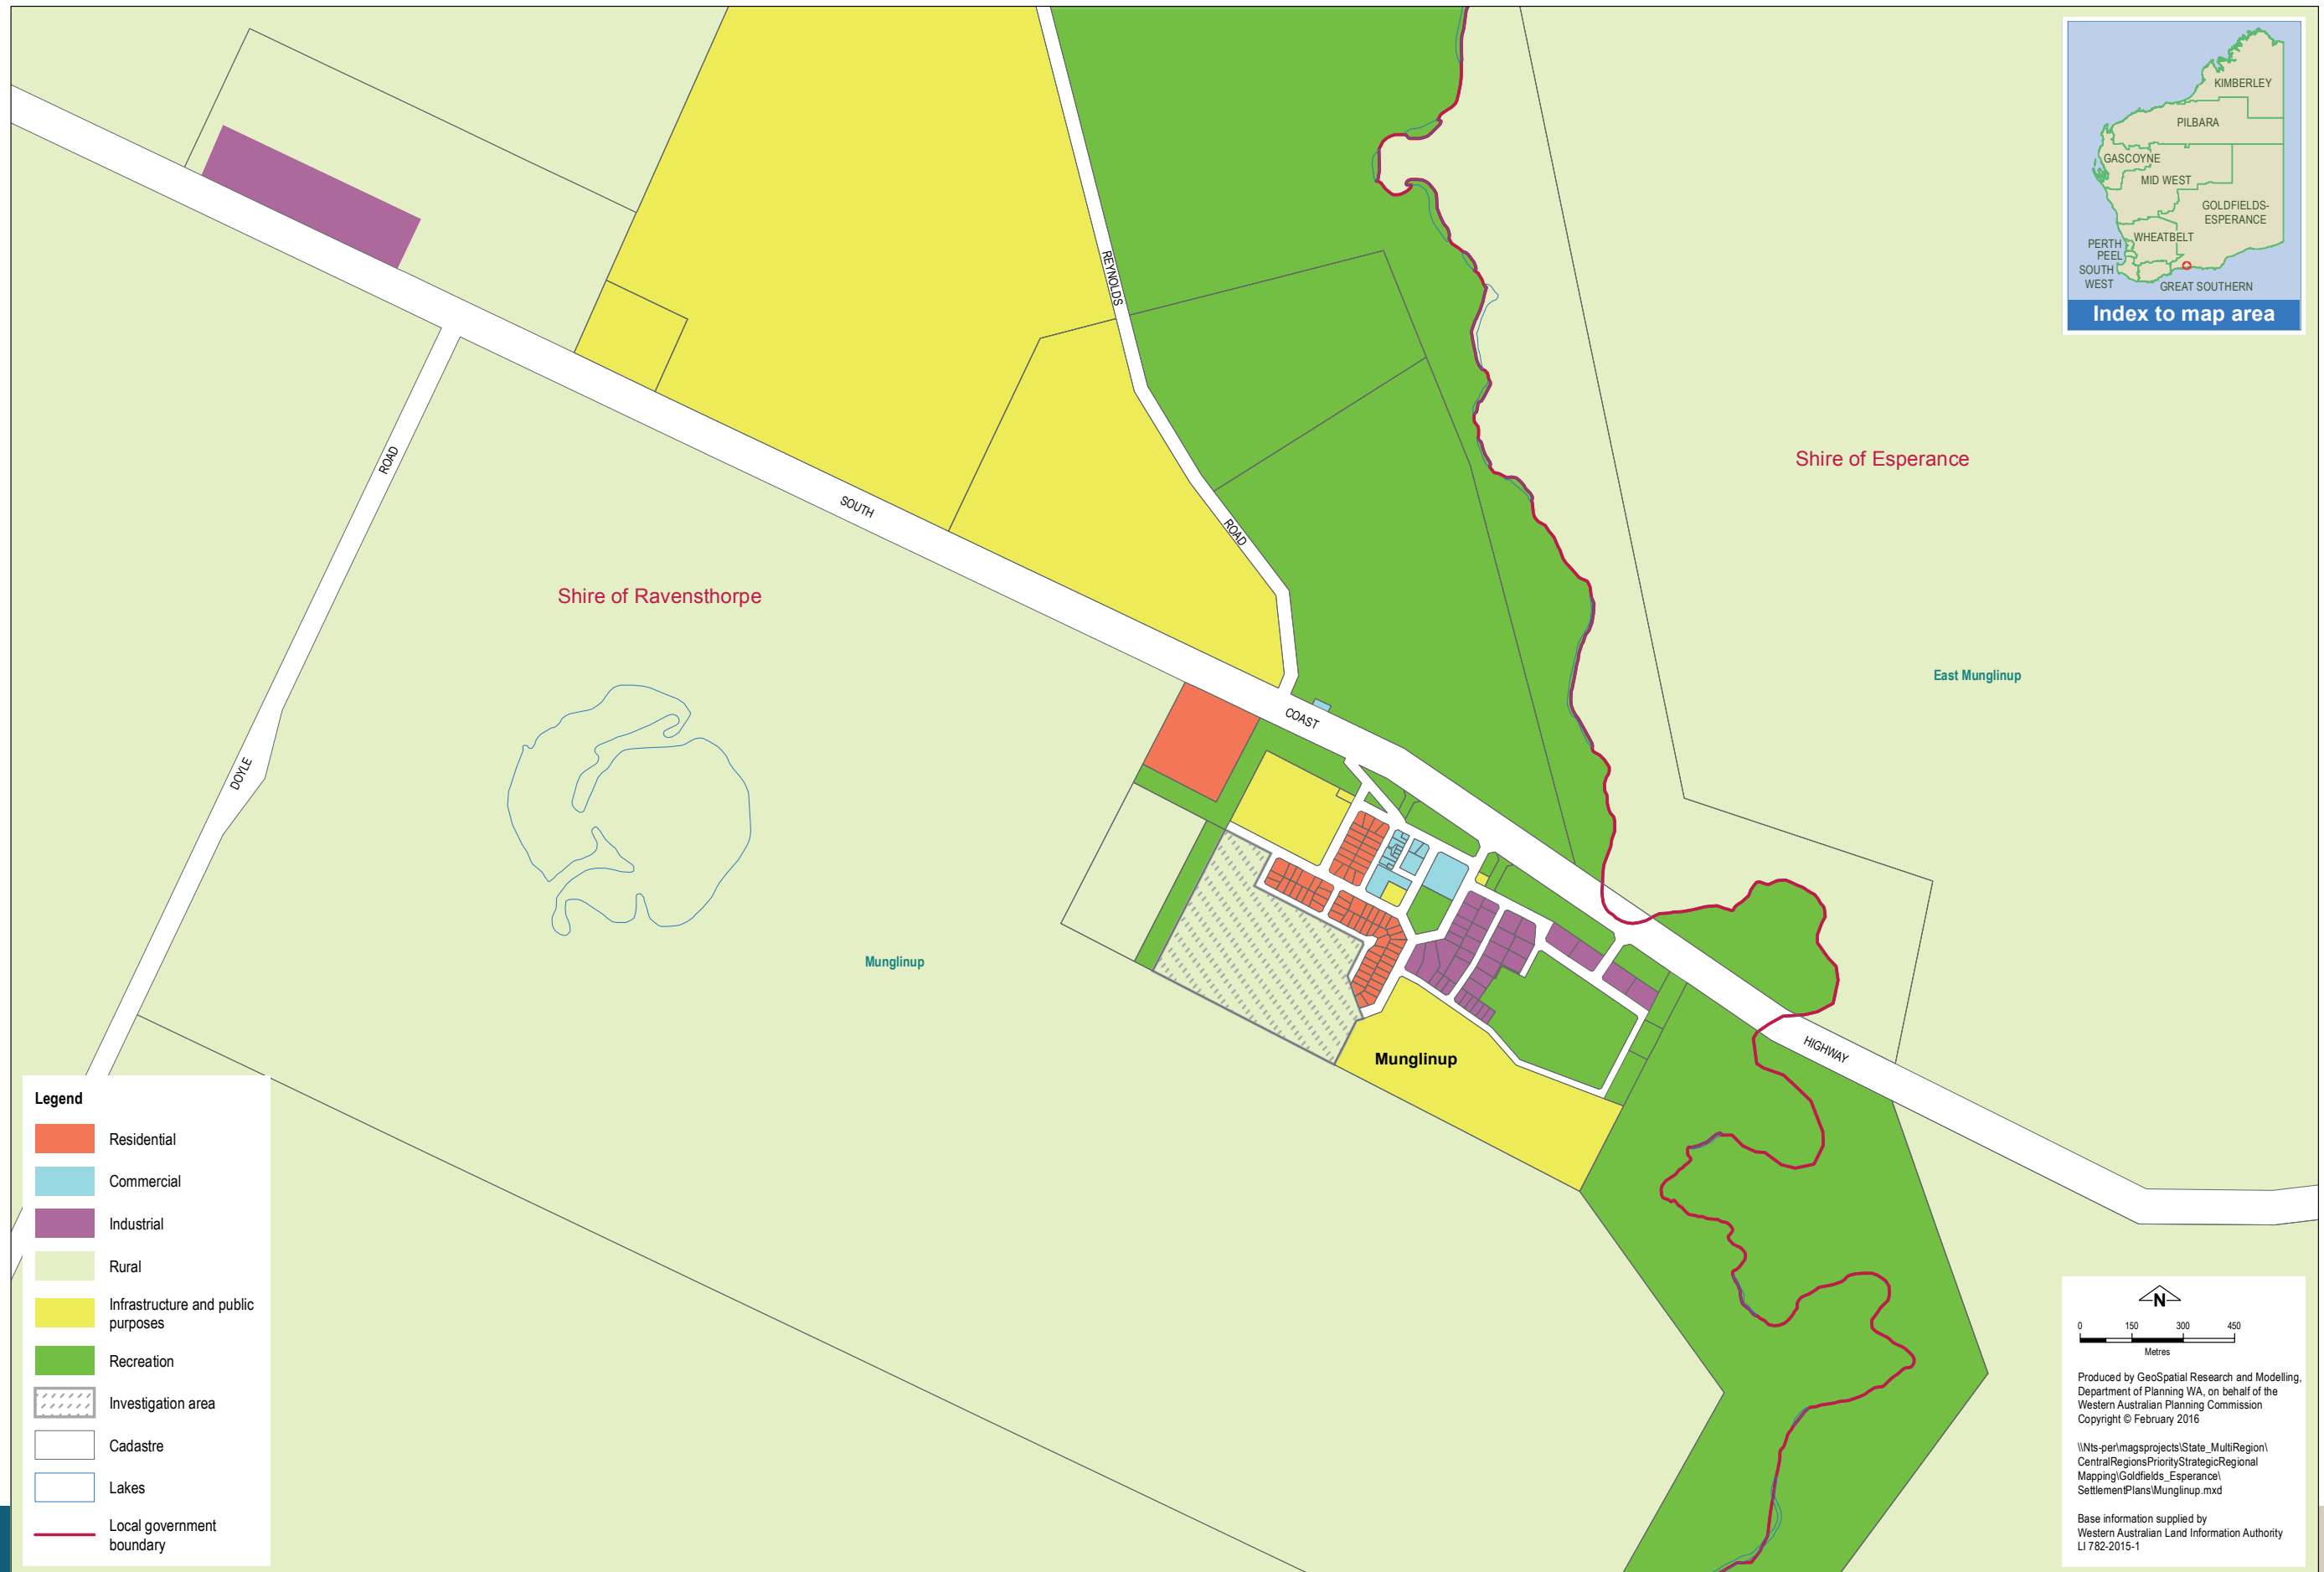 KIMBERLEY
PILBARA
GASCOYNE
MID WEST
GOLDFIELDS-
ESPERANCE
WHEATBELT
PERTH
PEEL
SOUTH
WEST
GREAT SOUTHERN
Index to map area
REYNOLDS
ROAD
ROAD
SOUTH
Shire of Esperance
Shire of Ravensthorpe
East Munglinup
COAST
DOYLE
Munglinup
Munglinup
HIGHWAY
Legend
Residential
Commercial
Industrial
Rural
Infrastructure and public
purposes
Recreation
Investigation area
Cadastre
Lakes
Local government
boundary
N
0 150 300 450
Metres
Produced by GeoSpatial Research and Modelling,
Department of Planning WA, on behalf of the
Western Australian Planning Commission
Copyright © February 2016
\\Nts-per\magsprojects\State_MultiRegion\
CentralRegionsPriorityStrategicRegional
Mapping\Goldfields_Esperance\
SettlementPlans\Munglinup.mxd
Base information supplied by
Western Australian Land Information Authority
LI 782-2015-1